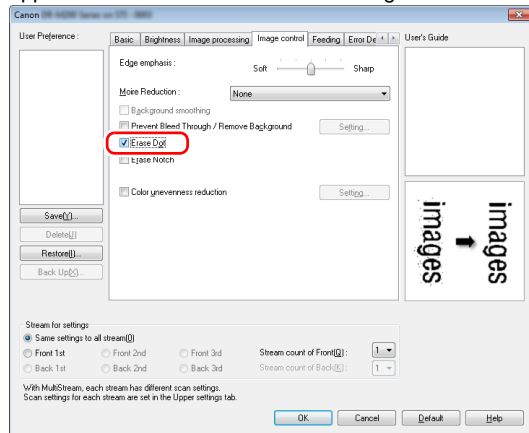 Canon
User Preference :
Basic Brightness Image processing Image control Feeding Error De
User's Guide
Edge emphasis :
Soft
Sharp
Moire Reduction :
None
Background smoothing
Prevent Bleed Through / Remove Background
Setting...
Erase Dot
Erase Notch
Color unevenness reduction
Setting...
Save(Y)...
Delete(J)
Restore(I)...
Back Up(X)...
images
images
Stream for settings
Same settings to all stream(0)
Front 1st Front 2nd Front 3rd Stream count of Front(Q) : 1
Back 1st Back 2nd Back 3rd Stream count of Back(K) : 1
With MultiStream, each stream has different scan settings.
Scan settings for each stream are set in the Upper settings tab.
OK Cancel Default Help